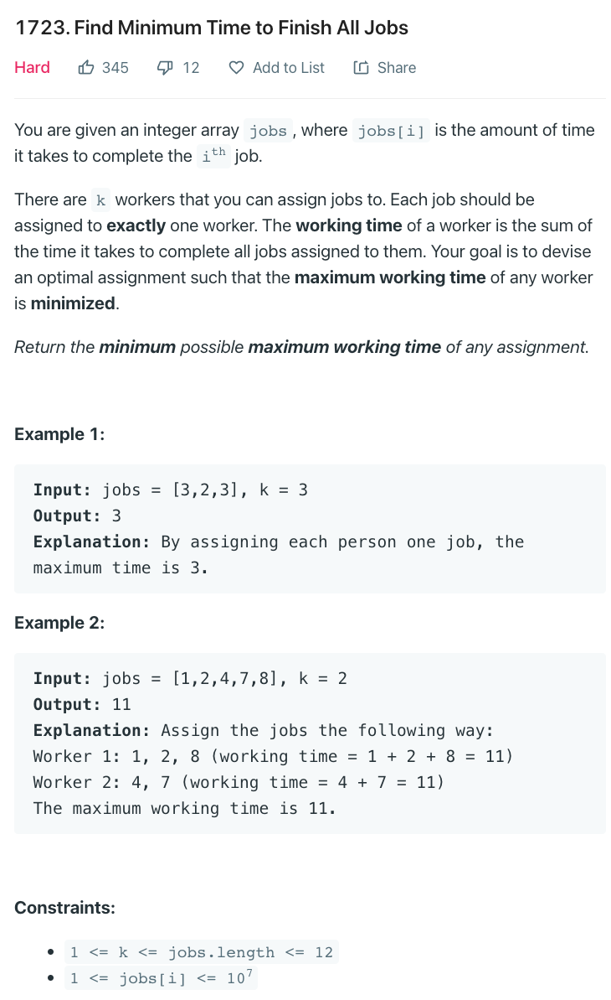 1723. Find Minimum Time to Finish All Jobs
Hard 345 12 Add to List Share
You are given an integer array jobs , where jobs[i] is the amount of time
it takes to complete the ith job.
There are k workers that you can assign jobs to. Each job should be
assigned to exactly one worker. The working time of a worker is the sum of
the time it takes to complete all jobs assigned to them. Your goal is to devise
an optimal assignment such that the maximum working time of any worker
is minimized.
Return the minimum possible maximum working time of any assignment.
Example 1:
Input: jobs = [3,2,3], k = 3
Output: 3
Explanation: By assigning each person one job, the
maximum time is 3.
Example 2:
Input: jobs = [1,2,4,7,8], k = 2
Output: 11
Explanation: Assign the jobs the following way:
Worker 1: 1, 2, 8 (working time = 1 + 2 + 8 = 11)
Worker 2: 4, 7 (working time = 4 + 7 = 11)
The maximum working time is 11.
Constraints:
• 1 <= k <= jobs.length <= 12
• 1 <= jobs[i] <= 10⁷